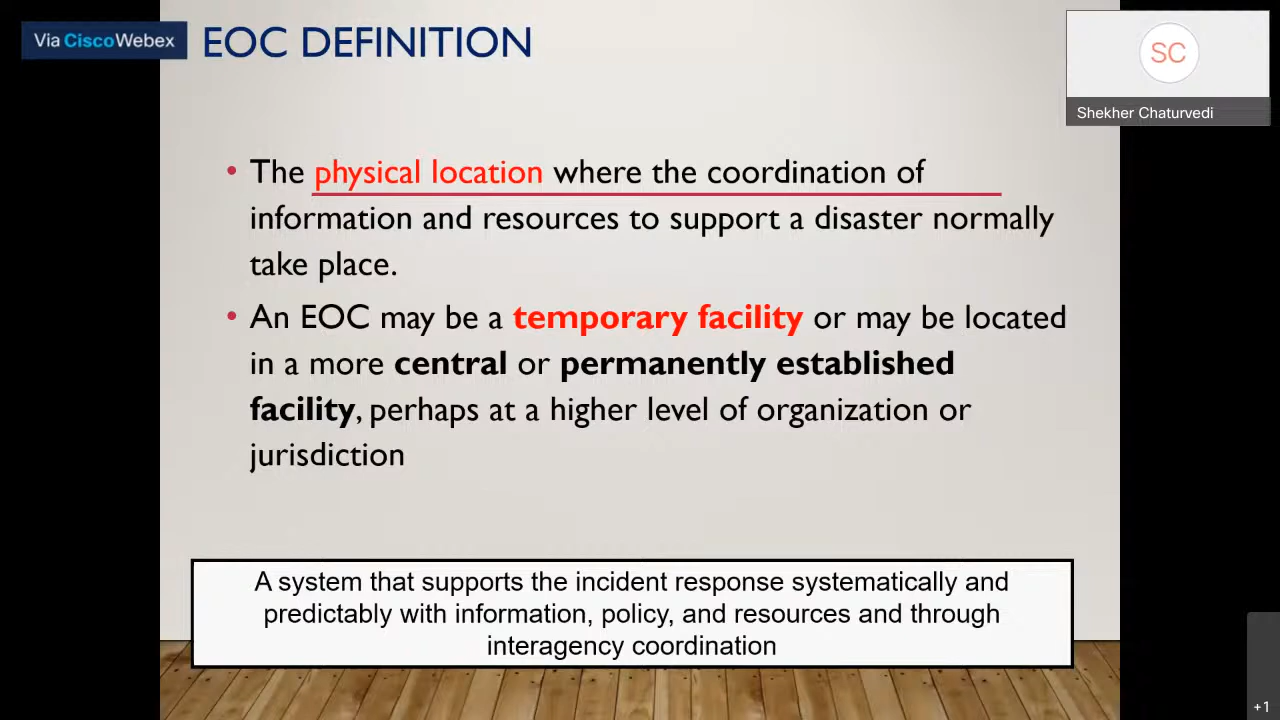 Via CiscoWebex
EOC DEFINITION
SC
Shekher Chaturvedi
• The physical location where the coordination of
information and resources to support a disaster normally
take place.
• An EOC may be a temporary facility or may be located
in a more central or permanently established
facility, perhaps at a higher level of organization or
jurisdiction
A system that supports the incident response systematically and
predictably with information, policy, and resources and through
interagency coordination
+1